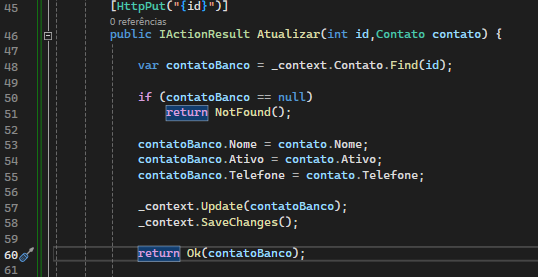 45 [HttpPut("{id}")]
0 referências
46 public IActionResult Atualizar(int id,Contato contato) {
47
48 var contatoBanco = _context.Contato.Find(id);
49
50 if (contatoBanco == null)
51 return NotFound();
52
53 contatoBanco.Nome = contato.Nome;
54 contatoBanco.Ativo = contato.Ativo;
55 contatoBanco.Telefone = contato.Telefone;
56
57 _context.Update(contatoBanco);
58 _context.SaveChanges();
59
60 return Ok(contatoBanco);
61